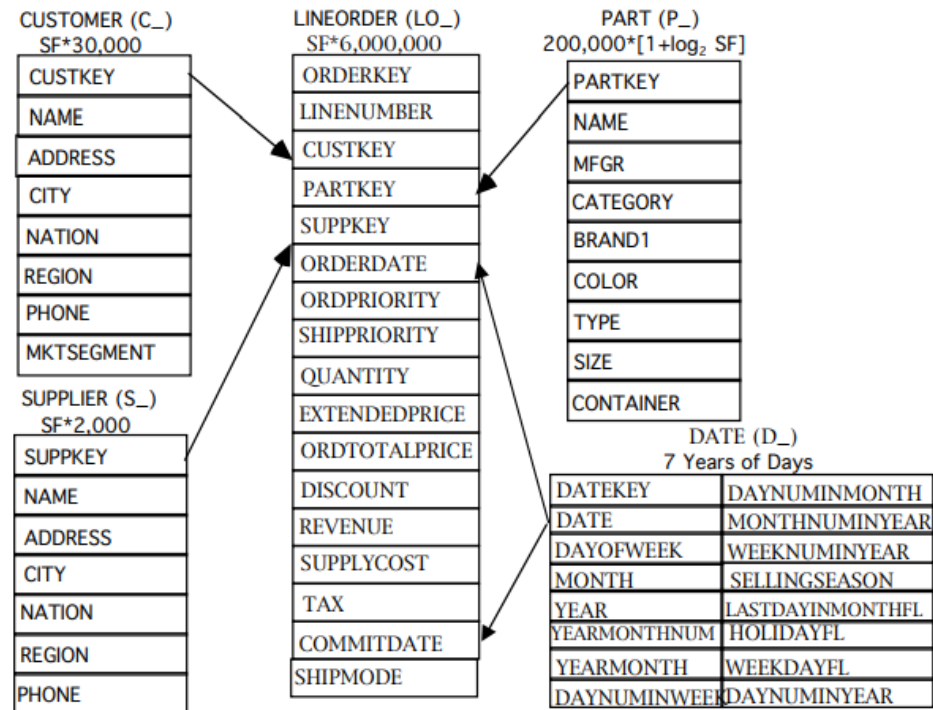 CUSTOMER (C_)
SF*30,000
CUSTKEY
NAME
ADDRESS
CITY
NATION
REGION
PHONE
MKTSEGMENT
SUPPLIER (S_)
SF*2,000
SUPPKEY
NAME
ADDRESS
CITY
NATION
REGION
PHONE
LINEORDER (LO_)
SF*6,000,000
ORDERKEY
LINENUMBER
CUSTKEY
PARTKEY
SUPPKEY
ORDERDATE
ORDPRIORITY
SHIPPRIORITY
QUANTITY
EXTENDEDPRICE
ORDTOTALPRICE
DISCOUNT
REVENUE
SUPPLYCOST
TAX
COMMITDATE
SHIPMODE
PART (P_)
200,000*[1+log₂ SF]
PARTKEY
NAME
MFGR
CATEGORY
BRAND1
COLOR
TYPE
SIZE
CONTAINER
DATE (D_)
7 Years of Days
DATEKEY DAYNUMINMONTH
DATE MONTHNUMINYEAR
DAYOFWEEK WEEKNUMINYEAR
MONTH SELLINGSEASON
YEAR LASTDAYINMONTHFL
YEARMONTHNUM HOLIDAYFL
YEARMONTH WEEKDAYFL
DAYNUMINWEEK DAYNUMINYEAR